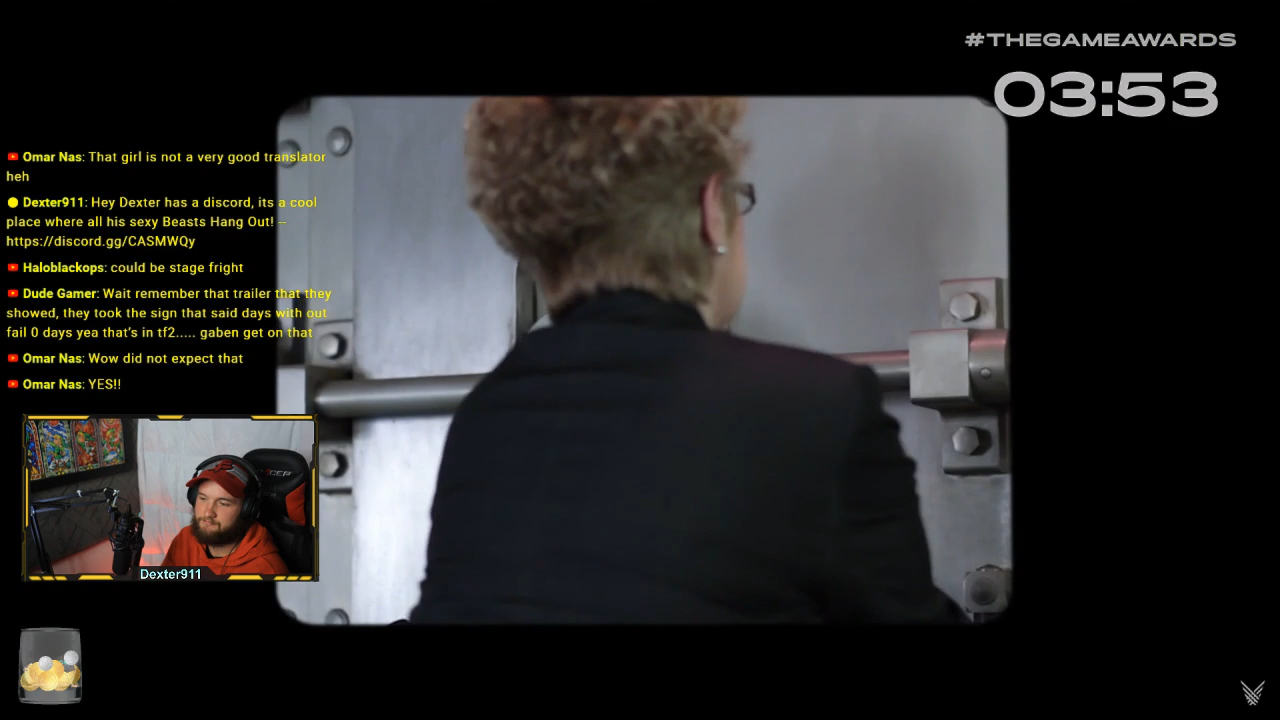 #THEGAMEAWARDS
03:53
Omar Nas: That girl is not a very good translator
heh
Dexter911: Hey Dexter has a discord, its a cool
place where all his sexy Beasts Hang Out! --
https://discord.gg/CASMWQy
Haloblackops: could be stage fright
Dude Gamer: Wait remember that trailer that they
showed, they took the sign that said days with out
fail 0 days yea that's in tf2..... gaben get on that
Omar Nas: Wow did not expect that
Omar Nas: YES!!
Dexter911